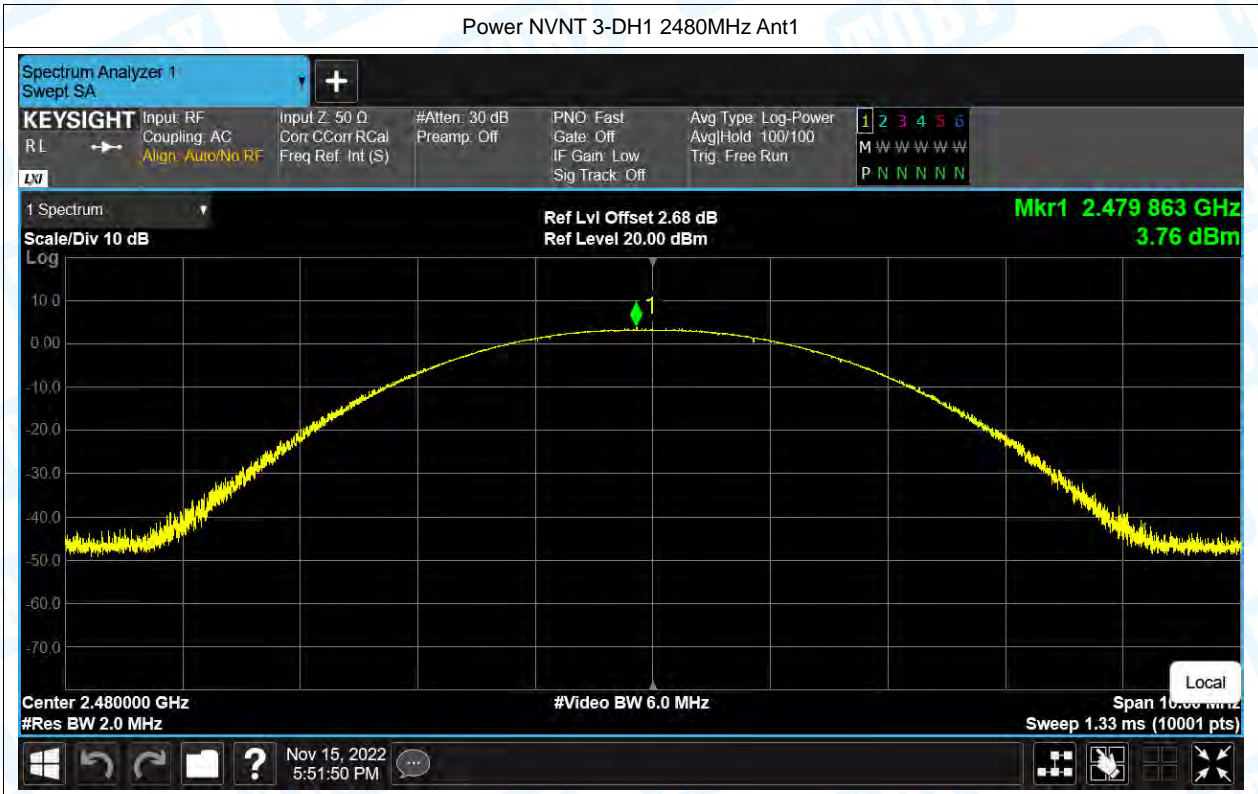 Power NVNT 3-DH1 2480MHz Ant1
Spectrum Analyzer 1
Swept SA
KEYSIGHT
RL
LXI
Input: RF
Coupling: AC
Align: Auto/No RF
Input Z: 50 Ω
Corr CCorr RCal
Freq Ref: Int (S)
#Atten: 30 dB
Preamp: Off
PNO: Fast
Gate: Off
IF Gain: Low
Sig Track: Off
Avg Type: Log-Power
Avg|Hold: 100/100
Trig: Free Run
1 2 3 4 5 6
M W W W W W
P N N N N N
1 Spectrum
Scale/Div 10 dB
Ref Lvl Offset 2.68 dB
Ref Level 20.00 dBm
Mkr1 2.479 863 GHz
3.76 dBm
Log
10.0
0.00
-10.0
-20.0
-30.0
-40.0
-50.0
-60.0
-70.0
1
Local
Center 2.480000 GHz
#Video BW 6.0 MHz
Span 10.00 MHz
#Res BW 2.0 MHz
Sweep 1.33 ms (10001 pts)
?
Nov 15, 2022
5:51:50 PM
TOBY